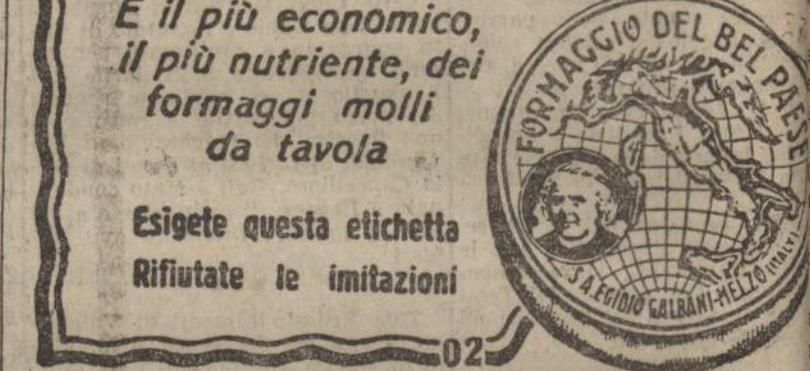 È il più economico,
il più nutriente, dei
formaggi molli
da tavola
Esigete questa etichetta
Rifiutate le imitazioni
02
FORMAGGIO DEL BEL PAESE
S.A. EGIDIO GALBANI-MELZO (ITALY)